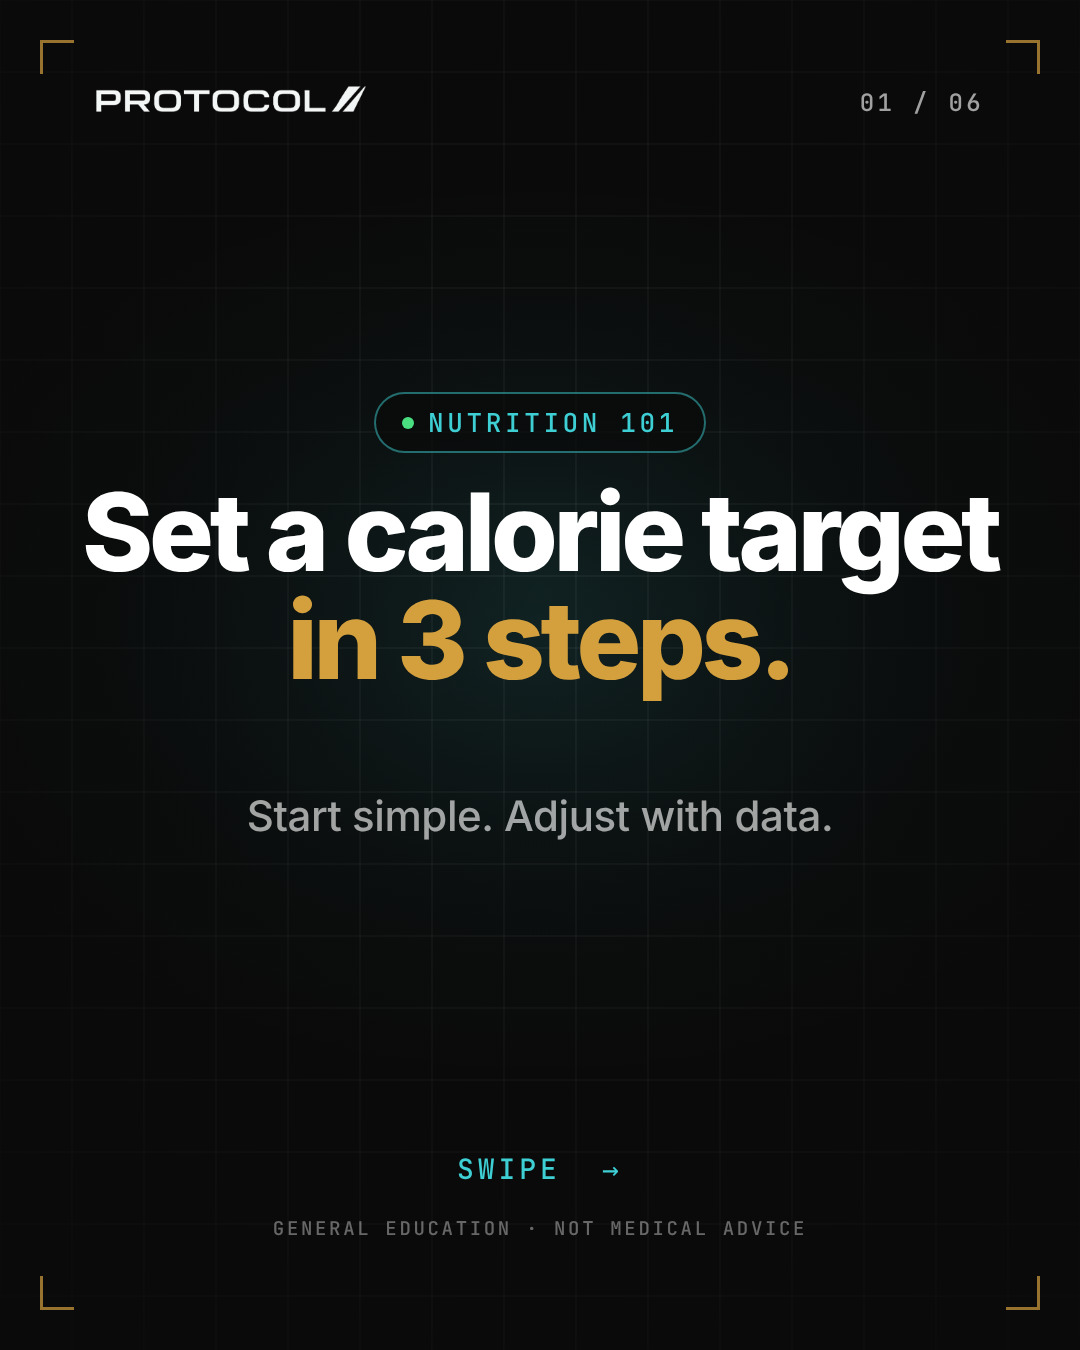 PROTOCOL
01 / 06
NUTRITION 101
Set a calorie target
in 3 steps.
Start simple. Adjust with data.
SWIPE →
GENERAL EDUCATION · NOT MEDICAL ADVICE